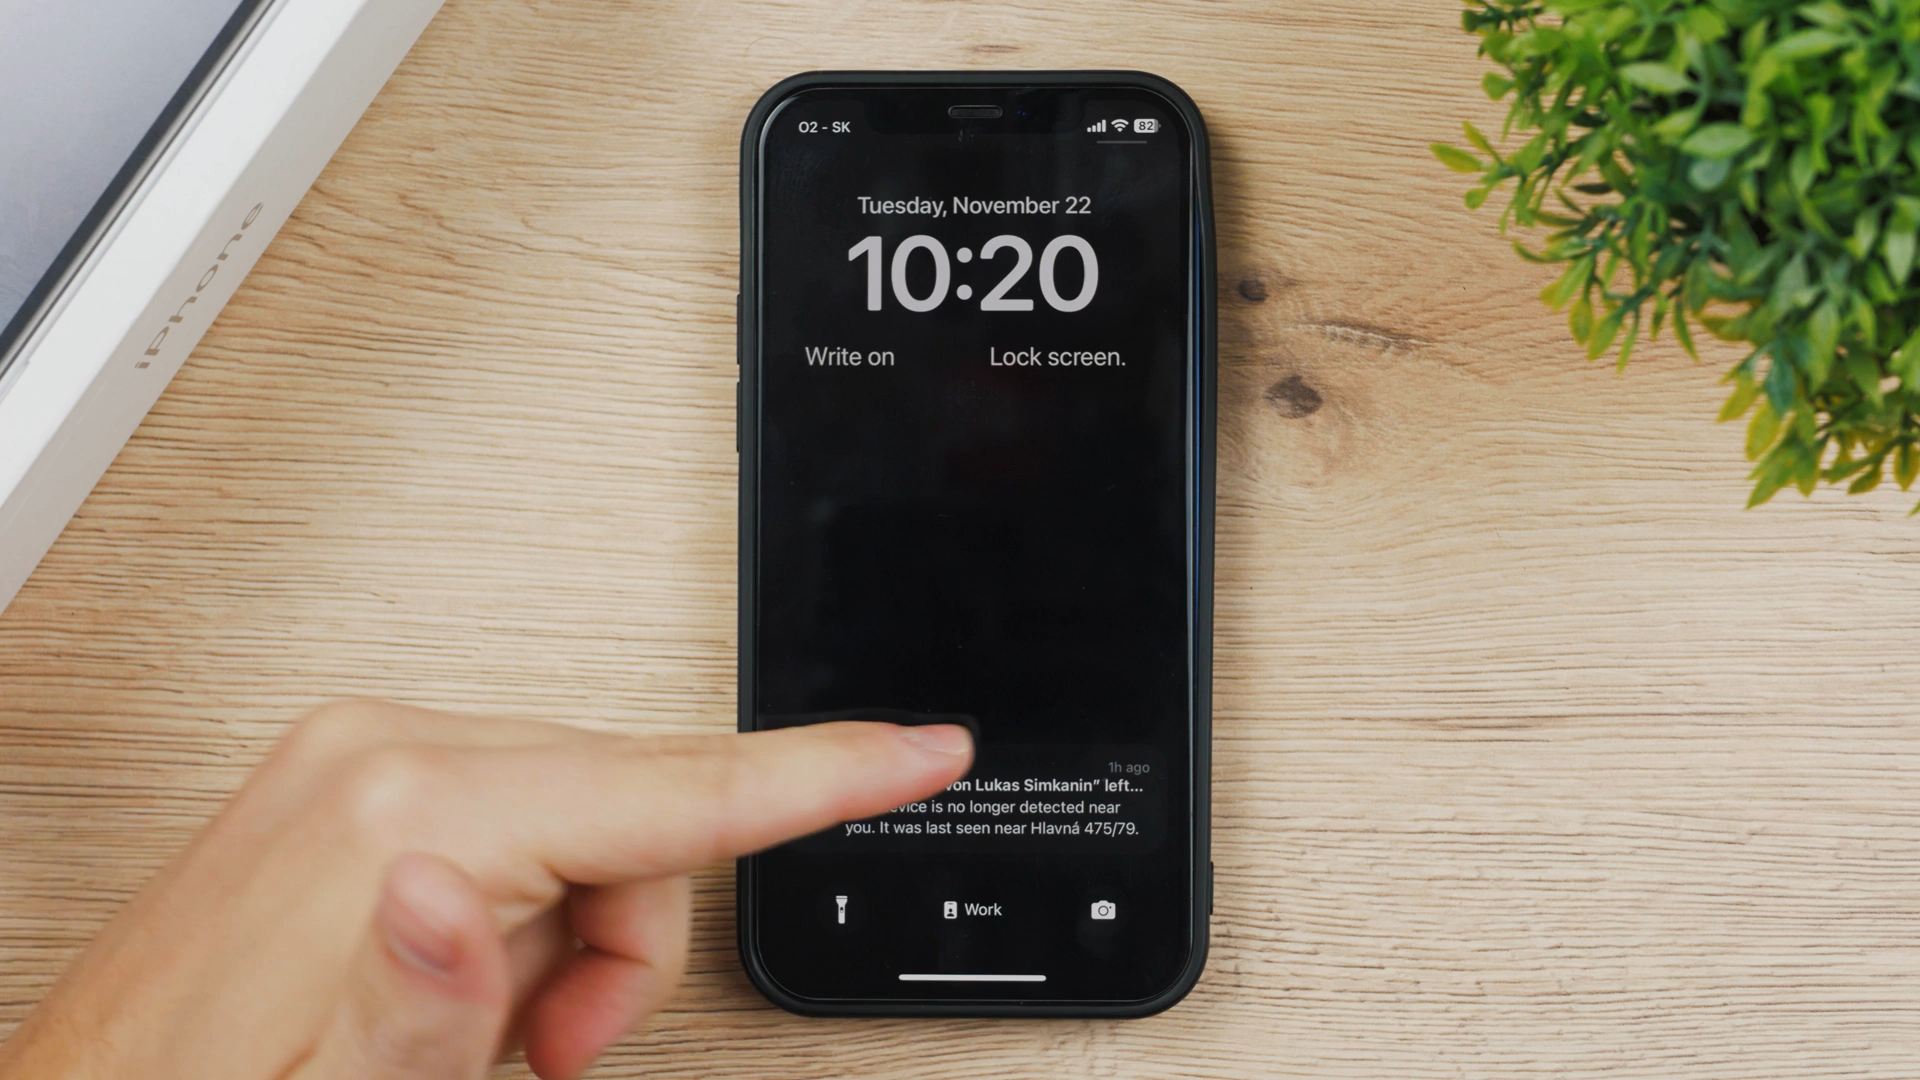 iPhone
O2 - SK
82
Tuesday, November 22
10:20
Write on
Lock screen.
1h ago
von Lukas Simkanin” left...
is no longer detected near
you. It was last seen near Hlavná 475/79.
Work